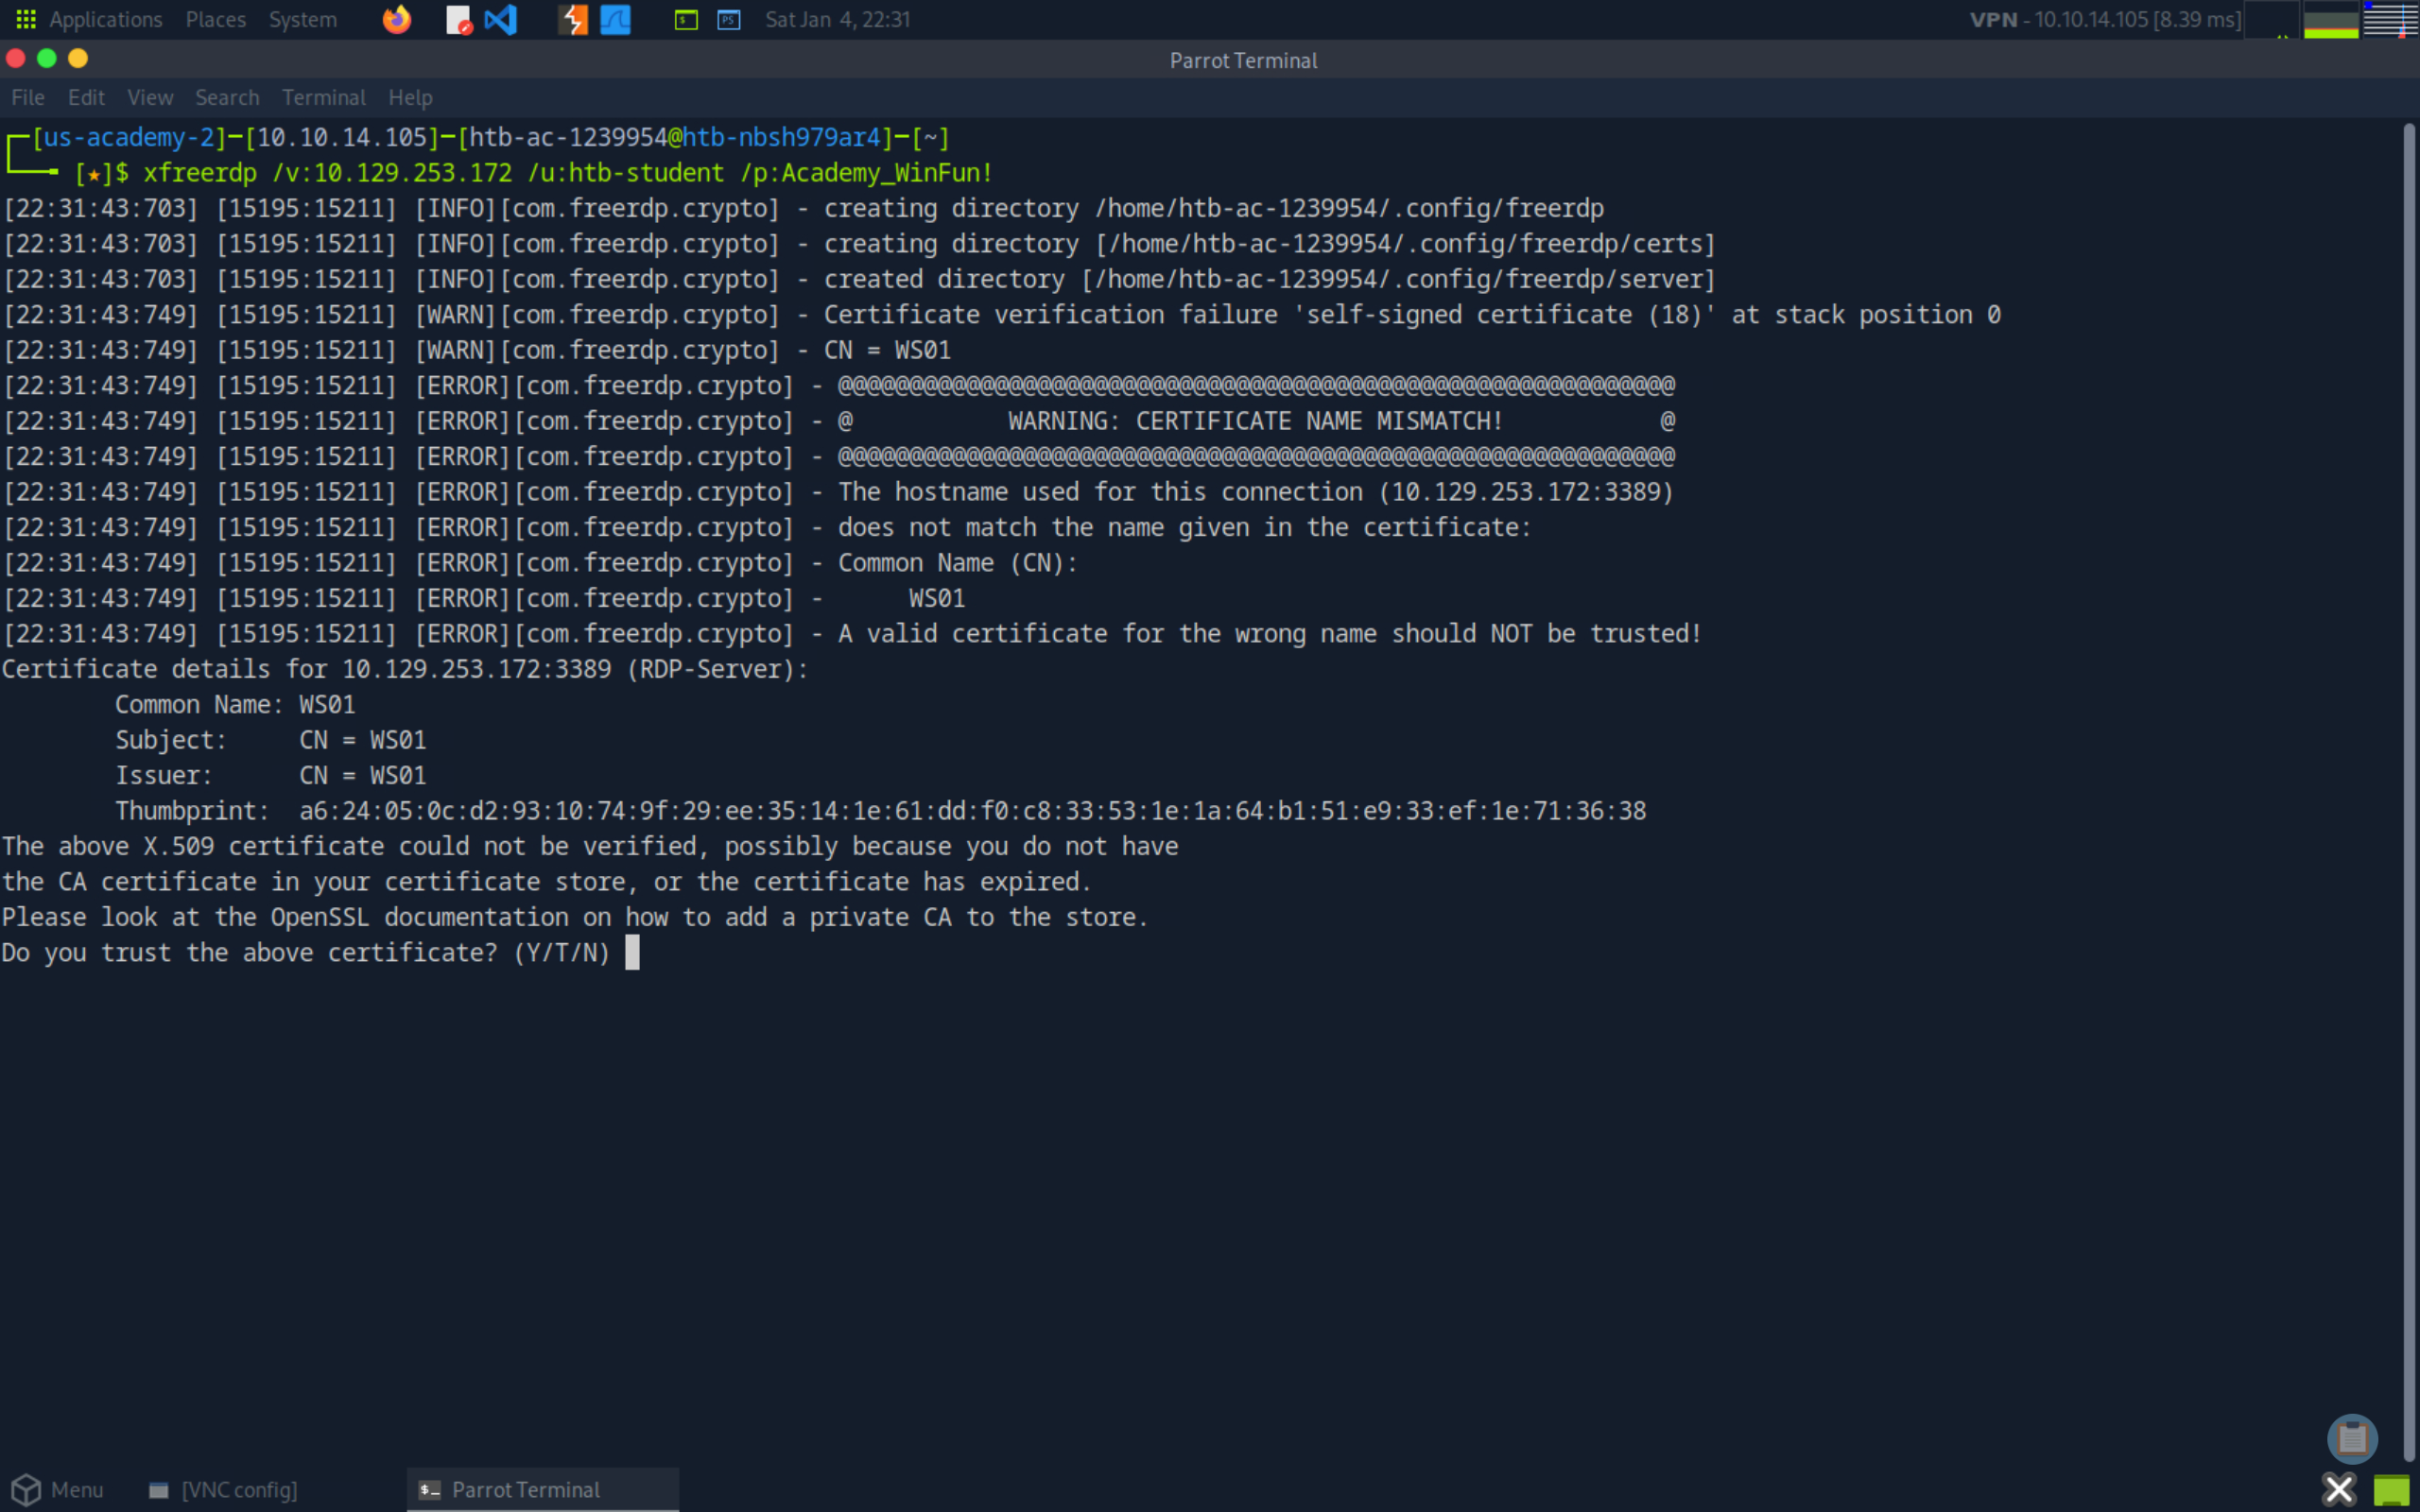 Applications Places System Sat Jan 4, 22:31 VPN - 10.10.14.105 [8.39 ms]
Parrot Terminal
File Edit View Search Terminal Help
┌─[us-academy-2]─[10.10.14.105]─[htb-ac-1239954@htb-nbsh979ar4]─[~]
└──╼ [★]$ xfreerdp /v:10.129.253.172 /u:htb-student /p:Academy_WinFun!
[22:31:43:703] [15195:15211] [INFO][com.freerdp.crypto] - creating directory /home/htb-ac-1239954/.config/freerdp
[22:31:43:703] [15195:15211] [INFO][com.freerdp.crypto] - creating directory [/home/htb-ac-1239954/.config/freerdp/certs]
[22:31:43:703] [15195:15211] [INFO][com.freerdp.crypto] - created directory [/home/htb-ac-1239954/.config/freerdp/server]
[22:31:43:749] [15195:15211] [WARN][com.freerdp.crypto] - Certificate verification failure 'self-signed certificate (18)' at stack position 0
[22:31:43:749] [15195:15211] [WARN][com.freerdp.crypto] - CN = WS01
[22:31:43:749] [15195:15211] [ERROR][com.freerdp.crypto] - @@@@@@@@@@@@@@@@@@@@@@@@@@@@@@@@@@@@@@@@@@@@@@@@@@@@@@@@@@@
[22:31:43:749] [15195:15211] [ERROR][com.freerdp.crypto] - @           WARNING: CERTIFICATE NAME MISMATCH!           @
[22:31:43:749] [15195:15211] [ERROR][com.freerdp.crypto] - @@@@@@@@@@@@@@@@@@@@@@@@@@@@@@@@@@@@@@@@@@@@@@@@@@@@@@@@@@@
[22:31:43:749] [15195:15211] [ERROR][com.freerdp.crypto] - The hostname used for this connection (10.129.253.172:3389)
[22:31:43:749] [15195:15211] [ERROR][com.freerdp.crypto] - does not match the name given in the certificate:
[22:31:43:749] [15195:15211] [ERROR][com.freerdp.crypto] - Common Name (CN):
[22:31:43:749] [15195:15211] [ERROR][com.freerdp.crypto] -      WS01
[22:31:43:749] [15195:15211] [ERROR][com.freerdp.crypto] - A valid certificate for the wrong name should NOT be trusted!
Certificate details for 10.129.253.172:3389 (RDP-Server):
        Common Name: WS01
        Subject:     CN = WS01
        Issuer:      CN = WS01
        Thumbprint:  a6:24:05:0c:d2:93:10:74:9f:29:ee:35:14:1e:61:dd:f0:c8:33:53:1e:1a:64:b1:51:e9:33:ef:1e:71:36:38
The above X.509 certificate could not be verified, possibly because you do not have
the CA certificate in your certificate store, or the certificate has expired.
Please look at the OpenSSL documentation on how to add a private CA to the store.
Do you trust the above certificate? (Y/T/N)
Menu [VNC config] Parrot Terminal